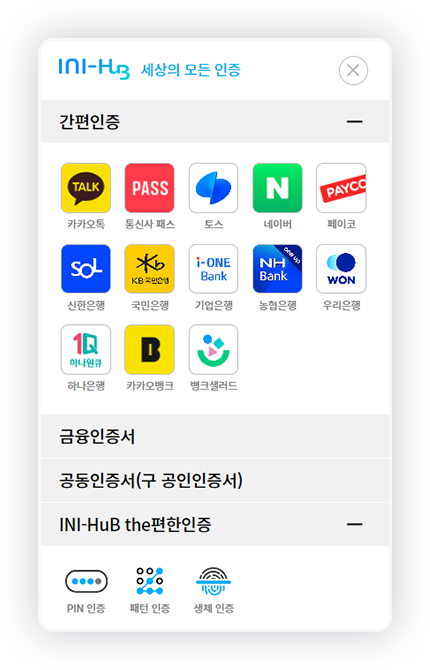 INI-HUB 세상의 모든 인증
간편인증
TALK PASS N PAYCO
카카오톡 통신사 패스 토스 네이버 페이코
SOL Kb KB국민은행 i-ONE Bank NH Bank one up WON
신한은행 국민은행 기업은행 농협은행 우리은행
1Q 하나원큐 B
하나은행 카카오뱅크 뱅크샐러드
금융인증서
공동인증서(구 공인인증서)
INI-HuB the편한인증
PIN 인증 패턴 인증 생체 인증